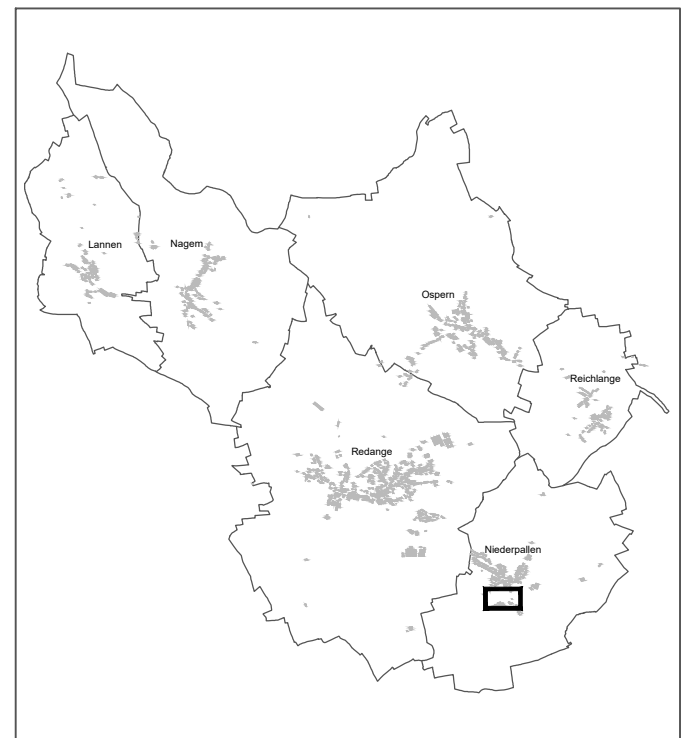 Lannen
Nagem
Ospern
Reichlange
Redange
Niederpallen